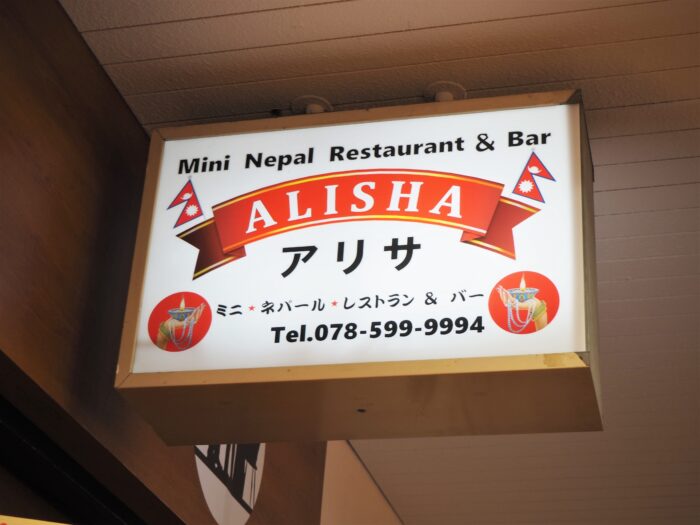 Mini Nepal Restaurant & Bar
ALISHA
アリサ
ミニ★ネパール★レストラン & バー
Tel.078-599-9994